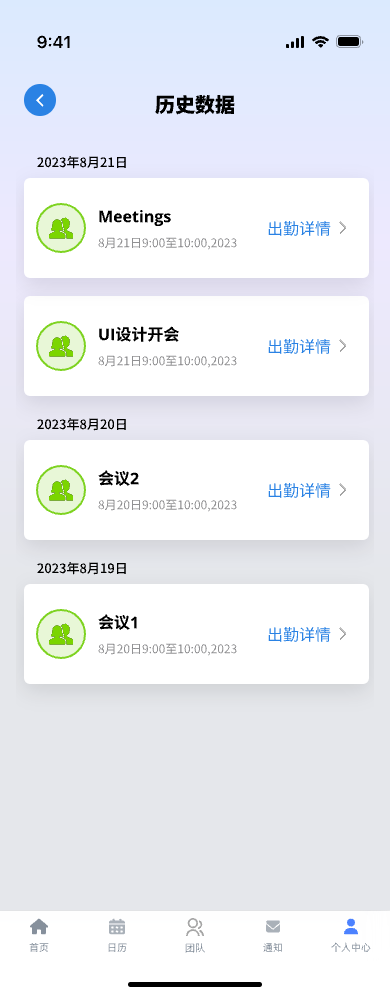 9:41
历史数据
2023年8月21日
Meetings
8月21日9:00至10:00,2023
出勤详情
UI设计开会
8月21日9:00至10:00,2023
出勤详情
2023年8月20日
会议2
8月20日9:00至10:00,2023
出勤详情
2023年8月19日
会议1
8月20日9:00至10:00,2023
出勤详情
首页
日历
团队
通知
个人中心